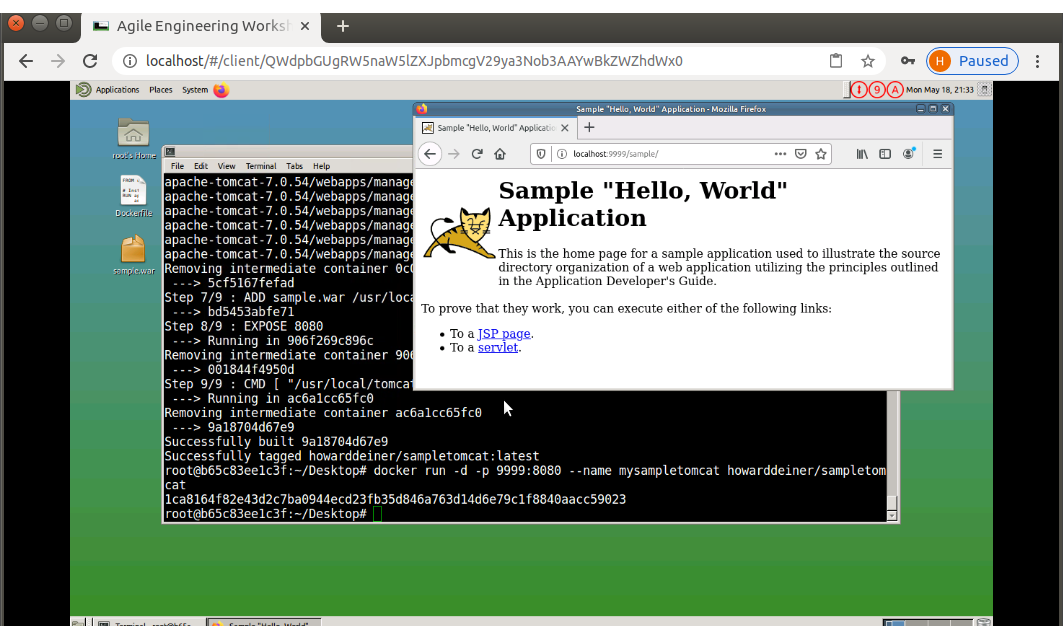 Agile Engineering Worksh
localhost/#/client/QWdpbGUgRW5naW5lZXJpbmcgV29ya3Nob3AAYwBkZWZhdWx0
H Paused
Applications Places System
1 9 A Mon May 18, 21:33
root's Home
Dockerfile
sample.war
File Edit View Terminal Tabs Help
apache-tomcat-7.0.54/webapps/manage
apache-tomcat-7.0.54/webapps/manage
apache-tomcat-7.0.54/webapps/manage
apache-tomcat-7.0.54/webapps/manage
apache-tomcat-7.0.54/webapps/manage
apache-tomcat-7.0.54/webapps/manage
Removing intermediate container 0c0
---> 5cf5167fefad
Step 7/9 : ADD sample.war /usr/loca
---> bd5453abfe71
Step 8/9 : EXPOSE 8080
---> Running in 906f269c896c
Removing intermediate container 906
---> 001844f4950d
Step 9/9 : CMD [ "/usr/local/tomcat
---> Running in ac6a1cc65fc0
Removing intermediate container ac6a1cc65fc0
---> 9a18704d67e9
Successfully built 9a18704d67e9
Successfully tagged howarddeiner/sampletomcat:latest
root@b65c83ee1c3f:~/Desktop# docker run -d -p 9999:8080 --name mysampletomcat howarddeiner/sampletom
cat
1ca8164f82e43d2c7ba0944ecd23fb35d846a763d14d6e79c1f8840aacc59023
root@b65c83ee1c3f:~/Desktop#
Sample "Hello, World" Application - Mozilla Firefox
Sample "Hello, World" Applicatio
localhost:9999/sample/
Sample "Hello, World"
Application
This is the home page for a sample application used to illustrate the source
directory organization of a web application utilizing the principles outlined
in the Application Developer's Guide.
To prove that they work, you can execute either of the following links:
• To a JSP page.
• To a servlet.